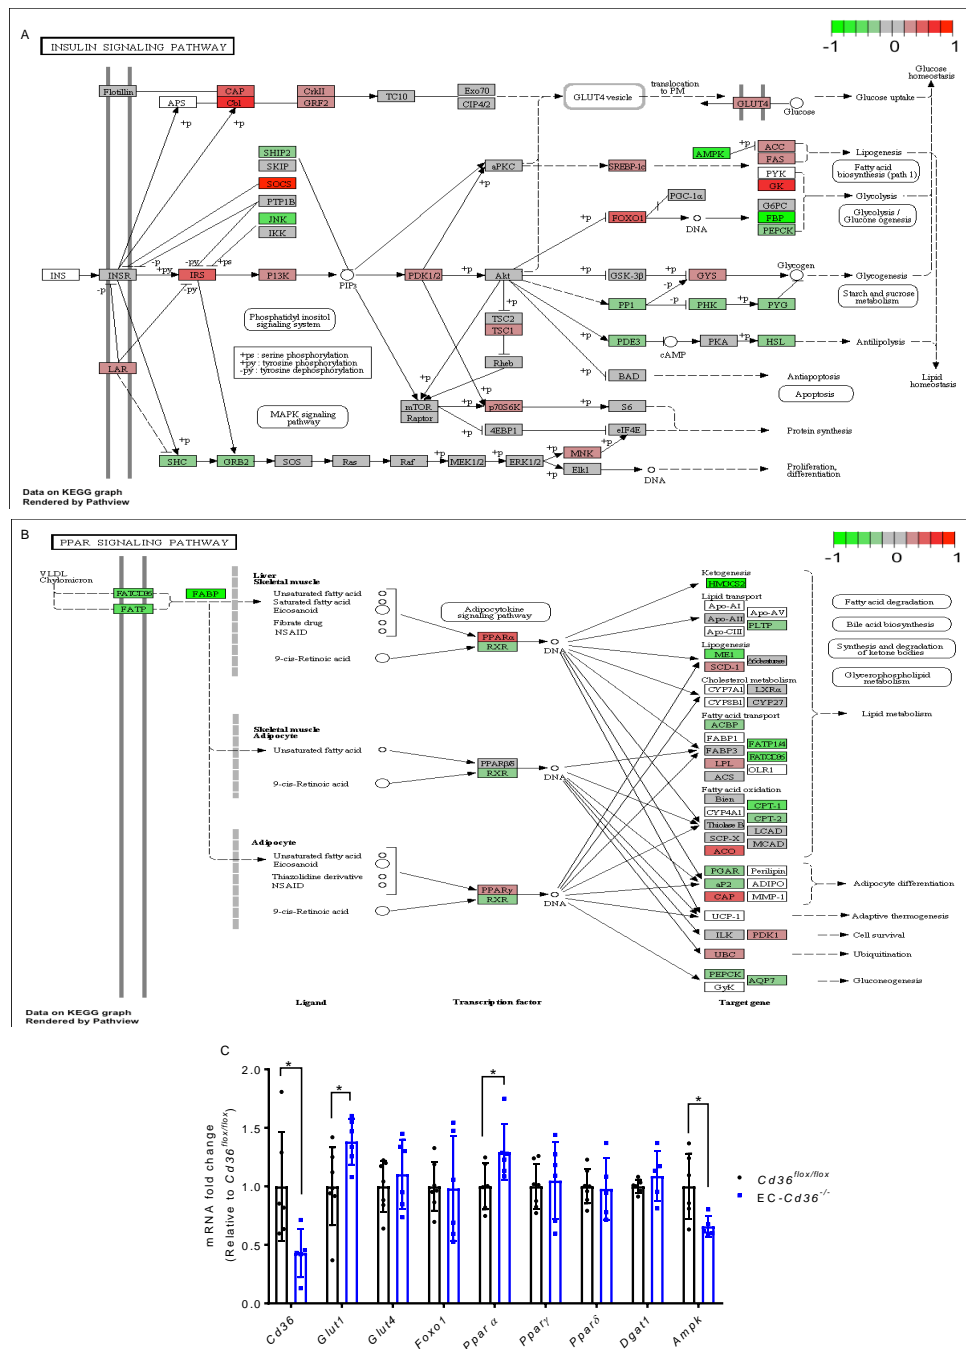 A
INSULIN SIGNALING PATHWAY
-1 0 1
Glucose
homeostasis
Flotillin
CAP
CrkII
Exo70
APS
Cbl
GRF2
TC10
CIP4/2
GLUT4 vesicle
translocation
to PM
GLUT4
Glucose
Glucose uptake
+p
+p
SHIP2
SKIP
SOCS
PTP1B
JNK
IKK
aPKC
+p
SREBP-1c
AMPK
+p
ACC
FAS
Lipogenesis
Fatty acid
biosynthesis (path 1)
PYK
GK
Glycolysis
PGC-1α
G6PC
FBP
PEPCK
Glycolysis /
Glucone ogenesis
+p
FOXO1
DNA
INS
INSR
-p
+py
IRS
-py
+ps
-py
P13K
PIP3
PDK1/2
+p
Akt
+p
GSK-3β
+p
GYS
Glycogen
Glycogenesis
Starch and sucrose
metabolism
-p
PP1
-p
PHK
+p
PYG
Phosphatidyl inositol
signaling system
+p
TSC2
TSC1
+p
PDE3
cAMP
PKA
+p
HSL
Antilipolysis
+ps : serine phosphorylation
+py : tyrosine phosphorylation
-py : tyrosine dephosphorylation
LAR
Rheb
+p
BAD
Antiapoptosis
Apoptosis
Lipid
homeostasis
MAPK signaling
pathway
mTOR
Raptor
+p
+p
p70S6K
+p
S6
+p
4EBP1
eIF4E
Protein synthesis
+p
SHC
GRB2
SOS
Ras
Raf
+p
MEK1/2
+p
ERK1/2
+p
MNK
+p
+p
Elk1
DNA
Proliferation,
differentiation
Data on KEGG graph
Rendered by Pathview
B
PPAR SIGNALING PATHWAY
-1 0 1
VLDL
Chylomicron
FAT/CD36
FATP
FABP
Liver
Skeletal muscle
Unsaturated fatty acid
Saturated fatty acid
Eicosanoid
Fibrate drug
NSAID
9-cis-Retinoic acid
Adipocytokine
signaling pathway
PPARα
RXR
DNA
Ketogenesis
HMGCS2
Lipid transport
Apo-AI
Apo-AII
Apo-CIII
Apo-AV
PLTP
Lipogenesis
ME1
SCD-1
Cholesterol metabolism
CYP7A1
LXRα
CYP8B1
CYP27
Fatty acid degradation
Bile acid biosynthesis
Synthesis and degradation
of ketone bodies
Glycerophospholipid
metabolism
Lipid metabolism
Skeletal muscle
Adipocyte
Unsaturated fatty acid
9-cis-Retinoic acid
PPARβ/δ
RXR
DNA
Fatty acid transport
ACBP
FABP1
FABP3
LPL
ACS
FATP1/4
FAT/CD36
OLR1
Fatty acid oxidation
Bien
CYP4A1
Thiolase B
SCP-X
ACO
CPT-1
CPT-2
LCAD
MCAD
Adipocyte
Unsaturated fatty acid
Eicosanoid
Thiazolidine derivative
NSAID
9-cis-Retinoic acid
PPARγ
RXR
DNA
PGAR
Perilipin
aP2
ADIPO
CAP
MMP-1
Adipocyte differentiation
UCP-1
Adaptive thermogenesis
ILK
PDK1
Cell survival
UBC
Ubiquitination
PEPCK
GyK
AQP7
Gluconeogenesis
Ligand
Transcription factor
Target gene
Data on KEGG graph
Rendered by Pathview
C
mRNA fold change
(Relative to Cd36flox/flox)
2.0
1.5
1.0
0.5
0.0
*
*
*
*
Cd36
Glut1
Glut4
Foxo1
Ppar α
Pparγ
Pparδ
Dgat1
Ampk
Cd36flox/flox
EC-Cd36-/-